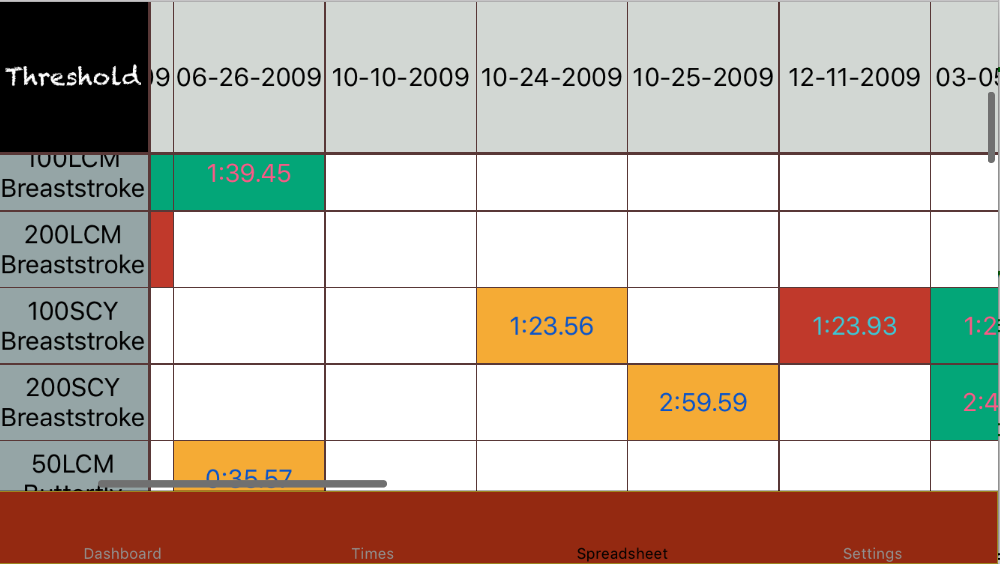 Threshold 09 06-26-2009 10-10-2009 10-24-2009 10-25-2009 12-11-2009 03-05
100LCM
Breaststroke 1:39.45
200LCM
Breaststroke
100SCY
Breaststroke 1:23.56 1:23.93 1:2
200SCY
Breaststroke 2:59.59 2:4
50LCM
Butterfly 0:35.57
Dashboard Times Spreadsheet Settings